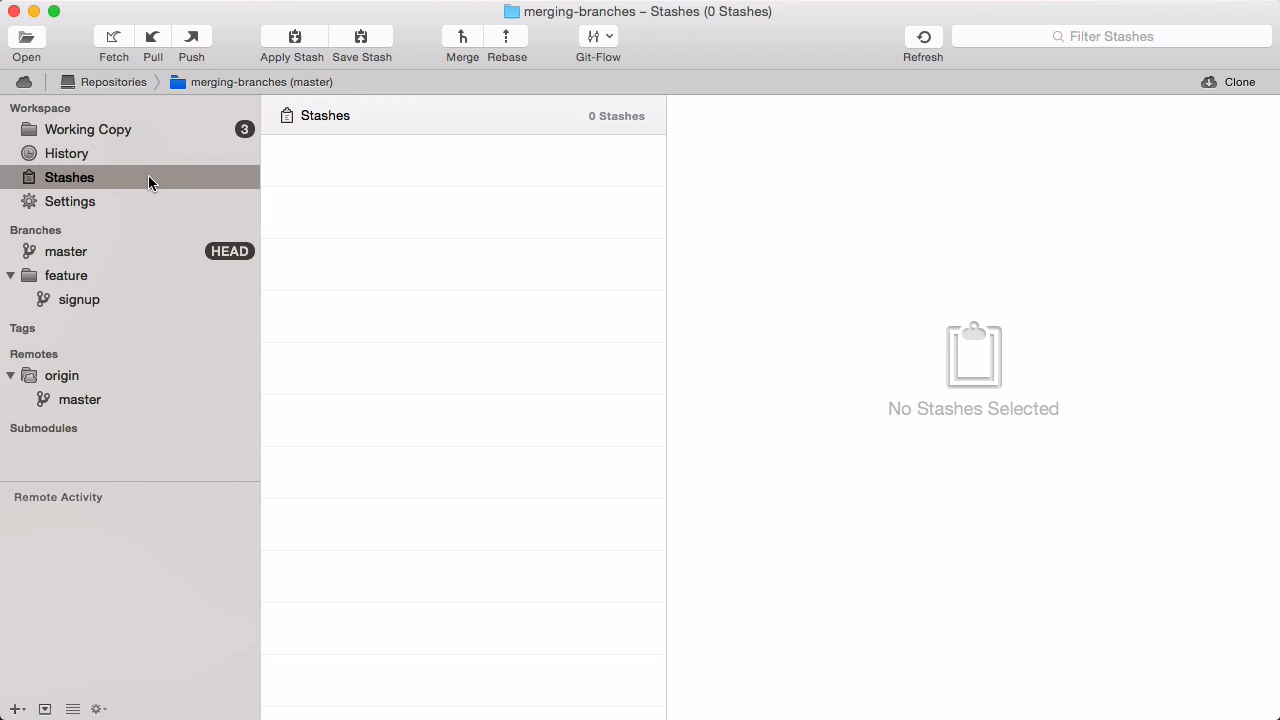 merging-branches – Stashes (0 Stashes)
Open
Fetch
Pull
Push
Apply Stash
Save Stash
Merge
Rebase
Git-Flow
Refresh
Filter Stashes
Repositories
merging-branches (master)
Clone
Workspace
Working Copy 3
History
Stashes
Settings
Branches
master HEAD
feature
signup
Tags
Remotes
origin
master
Submodules
Remote Activity
Stashes 0 Stashes
No Stashes Selected